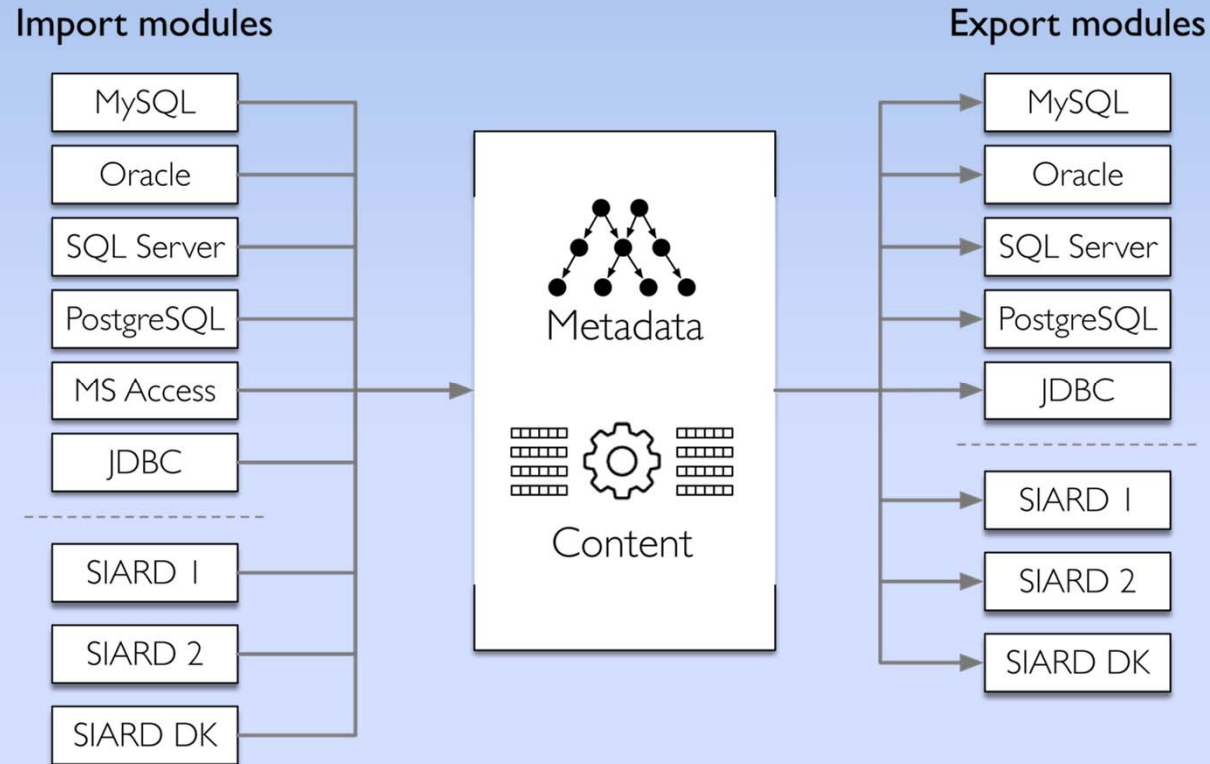 Import modules
MySQL
Oracle
SQL Server
PostgreSQL
MS Access
JDBC
SIARD 1
SIARD 2
SIARD DK
Metadata
Content
Export modules
MySQL
Oracle
SQL Server
PostgreSQL
JDBC
SIARD 1
SIARD 2
SIARD DK